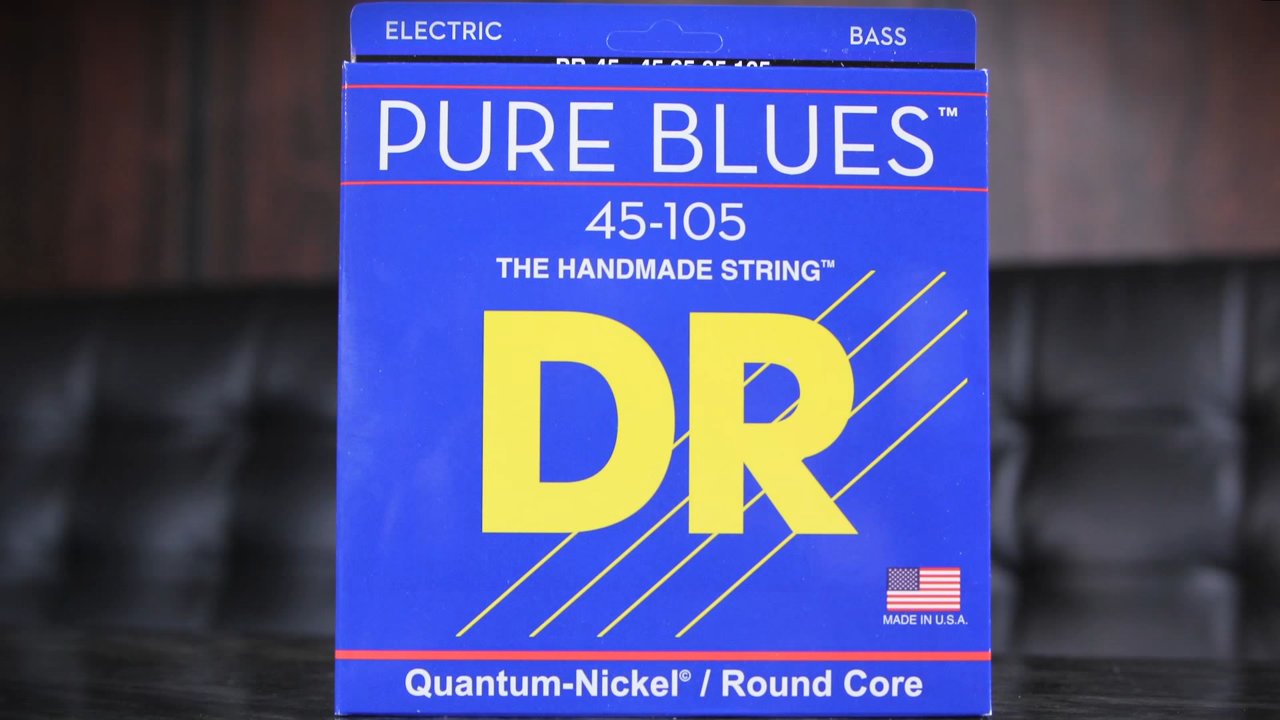 ELECTRIC BASS
PURE BLUES™
45-105
THE HANDMADE STRING™
DR
MADE IN U.S.A.
Quantum-Nickel© / Round Core